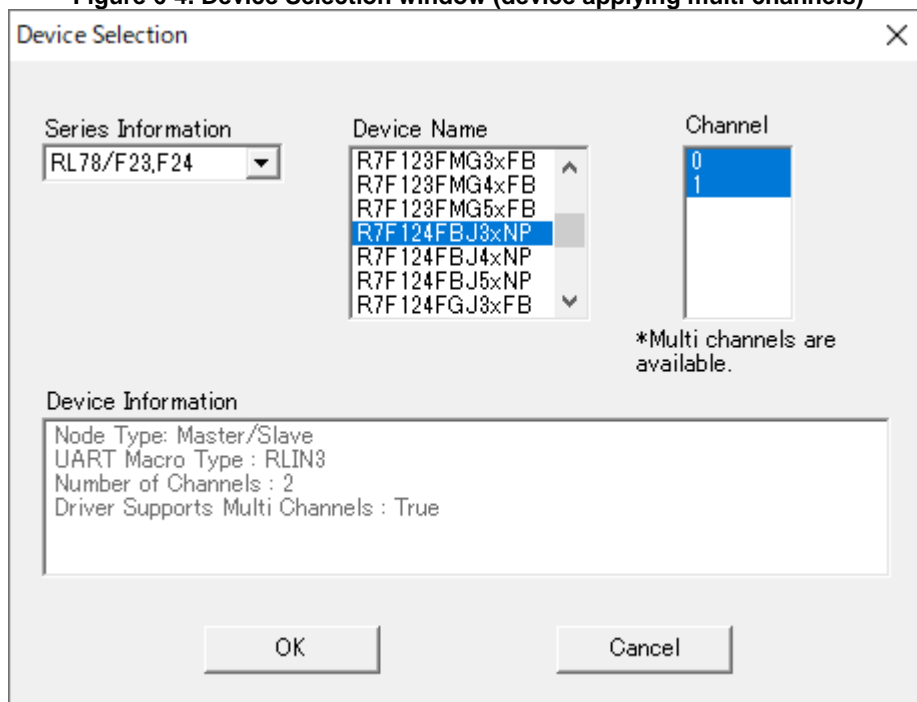 Figure 6-4. Device Selection window (device applying multi channels)
Device Selection
Series Information
RL78/F23,F24
Device Name
R7F123FMG3xFB
R7F123FMG4xFB
R7F123FMG5xFB
R7F124FBJ3xNP
R7F124FBJ4xNP
R7F124FBJ5xNP
R7F124FGJ3xFB
Channel
0
1
*Multi channels are
available.
Device Information
Node Type: Master/Slave
UART Macro Type : RLIN3
Number of Channels : 2
Driver Supports Multi Channels : True
OK
Cancel